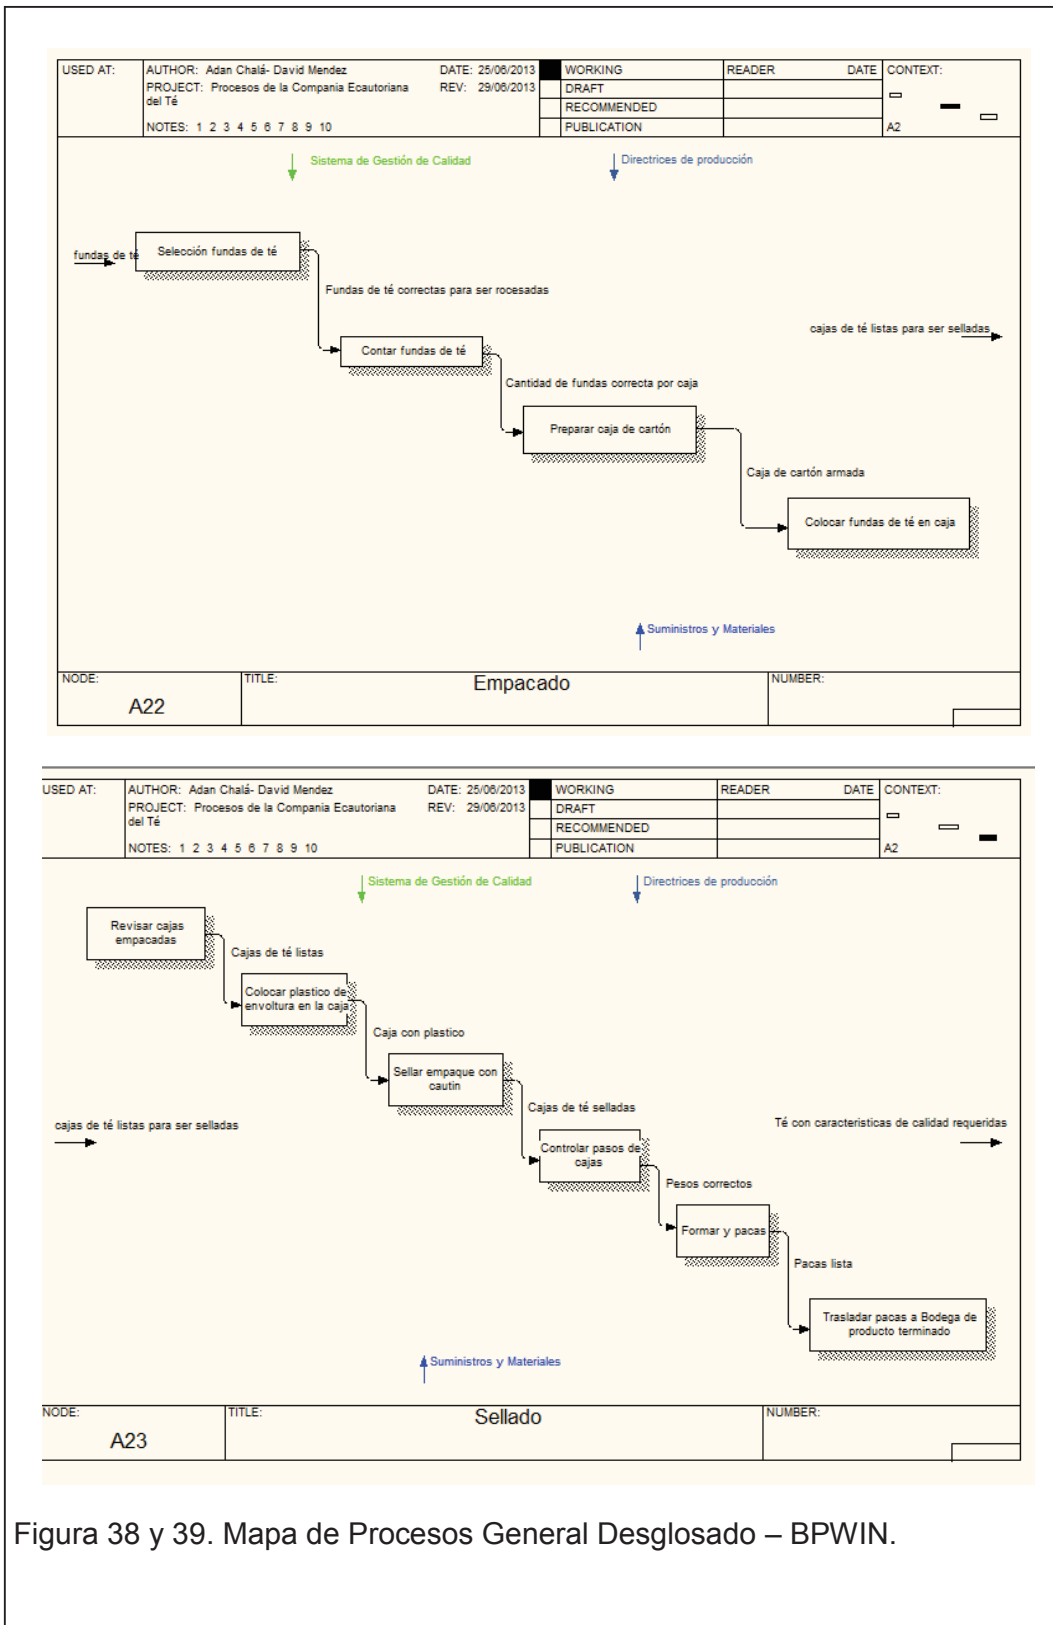 USED AT:
AUTHOR: Adan Chalá- David Mendez
DATE: 25/06/2013
WORKING
READER
DATE
CONTEXT:
PROJECT: Procesos de la Compania Ecautoriana
del Té
REV: 29/06/2013
DRAFT
RECOMMENDED
NOTES: 1 2 3 4 5 6 7 8 9 10
PUBLICATION
A2
Sistema de Gestión de Calidad
Directrices de producción
fundas de té
Selección fundas de té
Fundas de té correctas para ser rocesadas
cajas de té listas para ser selladas
Contar fundas de té
Cantidad de fundas correcta por caja
Preparar caja de cartón
Caja de cartón armada
Colocar fundas de té en caja
Suministros y Materiales
NODE:
A22
TITLE:
Empacado
NUMBER:
USED AT:
AUTHOR: Adan Chalá- David Mendez
DATE: 25/06/2013
WORKING
READER
DATE
CONTEXT:
PROJECT: Procesos de la Compania Ecautoriana
del Té
REV: 29/06/2013
DRAFT
RECOMMENDED
NOTES: 1 2 3 4 5 6 7 8 9 10
PUBLICATION
A2
Sistema de Gestión de Calidad
Directrices de producción
Revisar cajas
empacadas
Cajas de té listas
Colocar plastico de
envoltura en la caja
Caja con plastico
Sellar empaque con
cautin
Cajas de té selladas
cajas de té listas para ser selladas
Té con caracteristicas de calidad requeridas
Controlar pasos de
cajas
Pesos correctos
Formar y pacas
Pacas lista
Trasladar pacas a Bodega de
producto terminado
Suministros y Materiales
NODE:
A23
TITLE:
Sellado
NUMBER:
Figura 38 y 39. Mapa de Procesos General Desglosado – BPWIN.